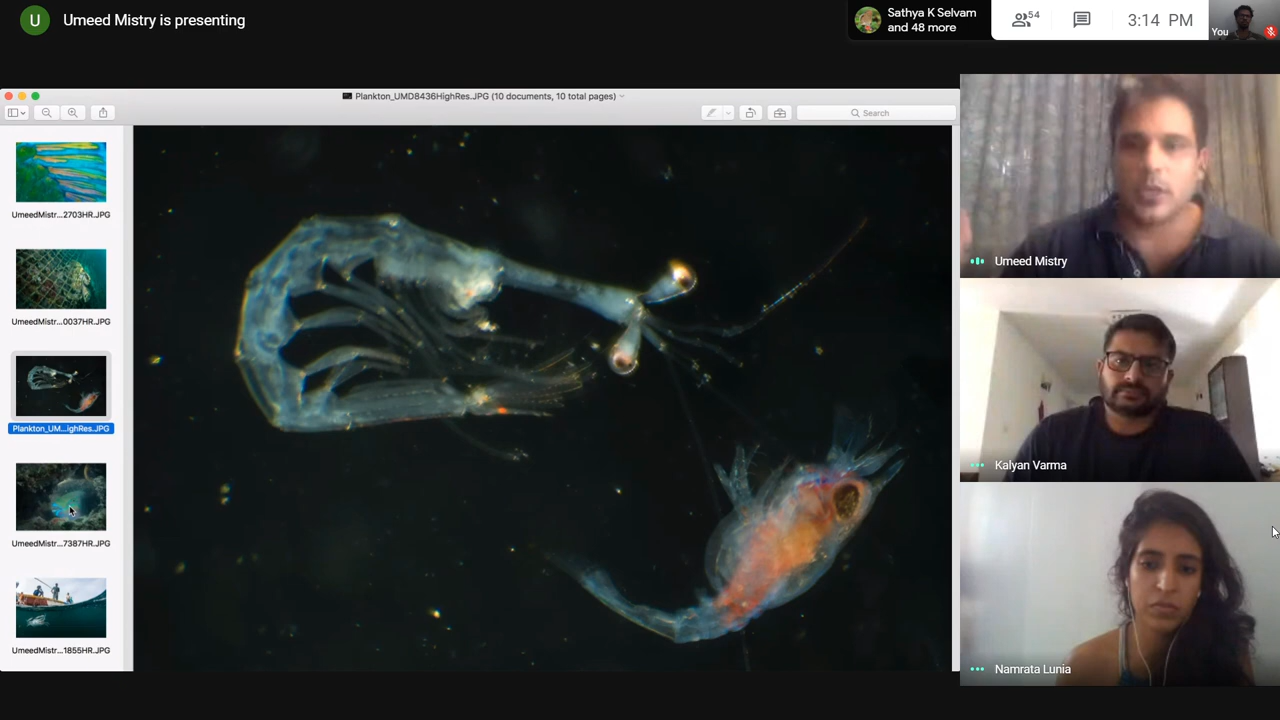 U
Umeed Mistry is presenting
Sathya K Selvam
and 48 more
54
3:14 PM
You
Plankton_UMD8436HighRes.JPG (10 documents, 10 total pages)
Search
UmeedMistr...2703HR.JPG
UmeedMistr...0037HR.JPG
Plankton_UM...ighRes.JPG
UmeedMistr...7387HR.JPG
UmeedMistr...1855HR.JPG
Umeed Mistry
Kalyan Varma
Namrata Lunia